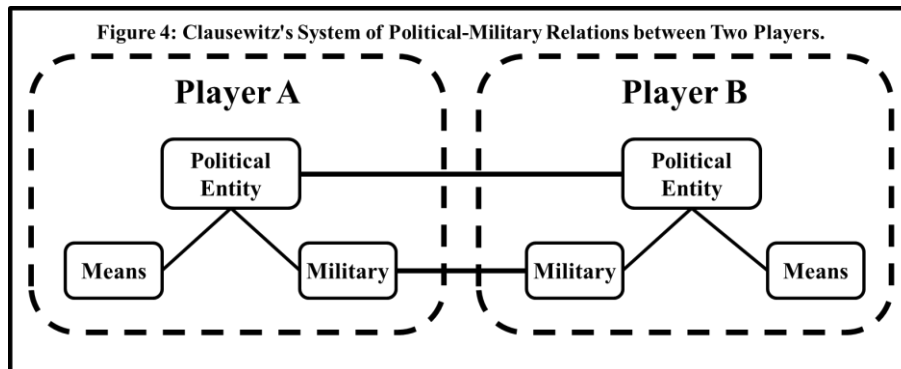 Figure 4: Clausewitz's System of Political-Military Relations between Two Players.
Player A
Player B
Political
Entity
Political
Entity
Means
Military
Military
Means